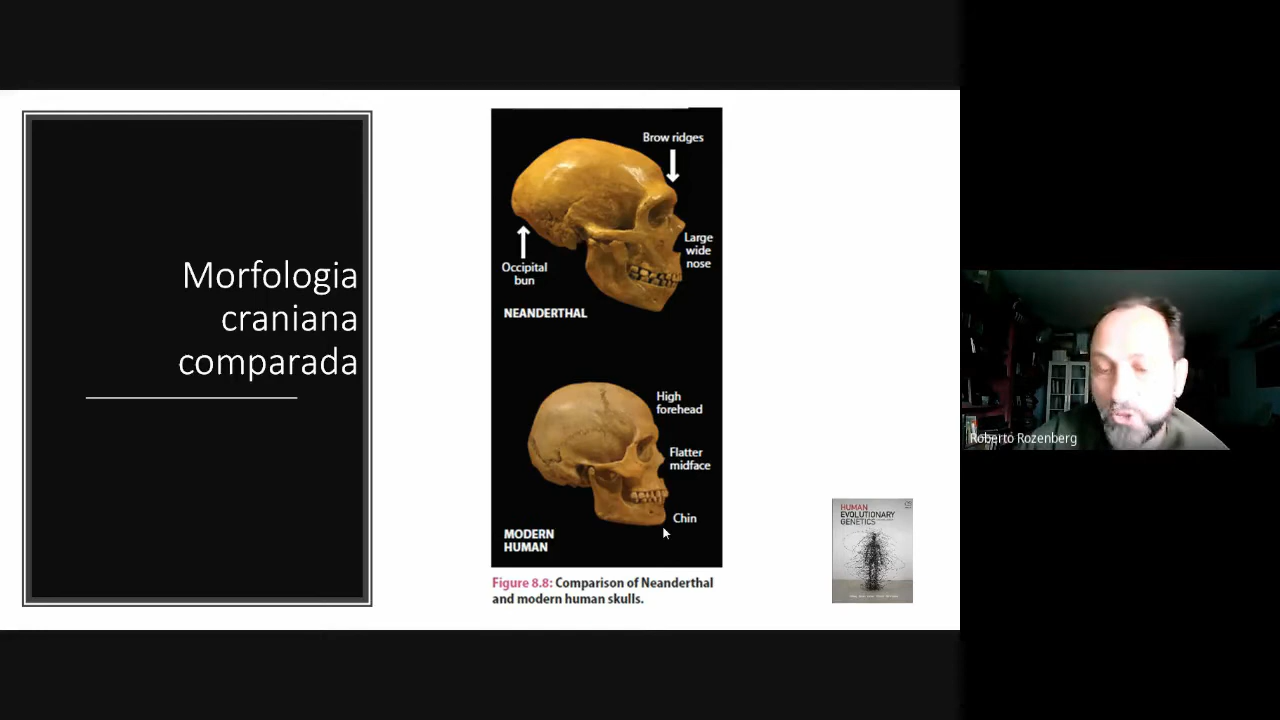 Morfologia
craniana
comparada
Brow ridges
Large
wide
nose
Occipital
bun
NEANDERTHAL
High
forehead
Flatter
midface
Chin
MODERN
HUMAN
Figure 8.8: Comparison of Neanderthal
and modern human skulls.
HUMAN
EVOLUTIONARY
GENETICS
Roberto Rozenberg